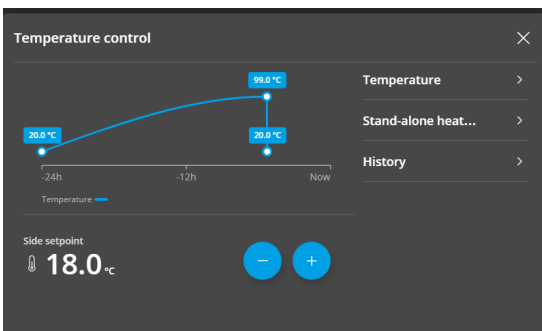 Temperature control
99.0 °C
20.0 °C
20.0 °C
-24h
-12h
Now
Temperature
Side setpoint
18.0 °C
Temperature
Stand-alone heat...
History